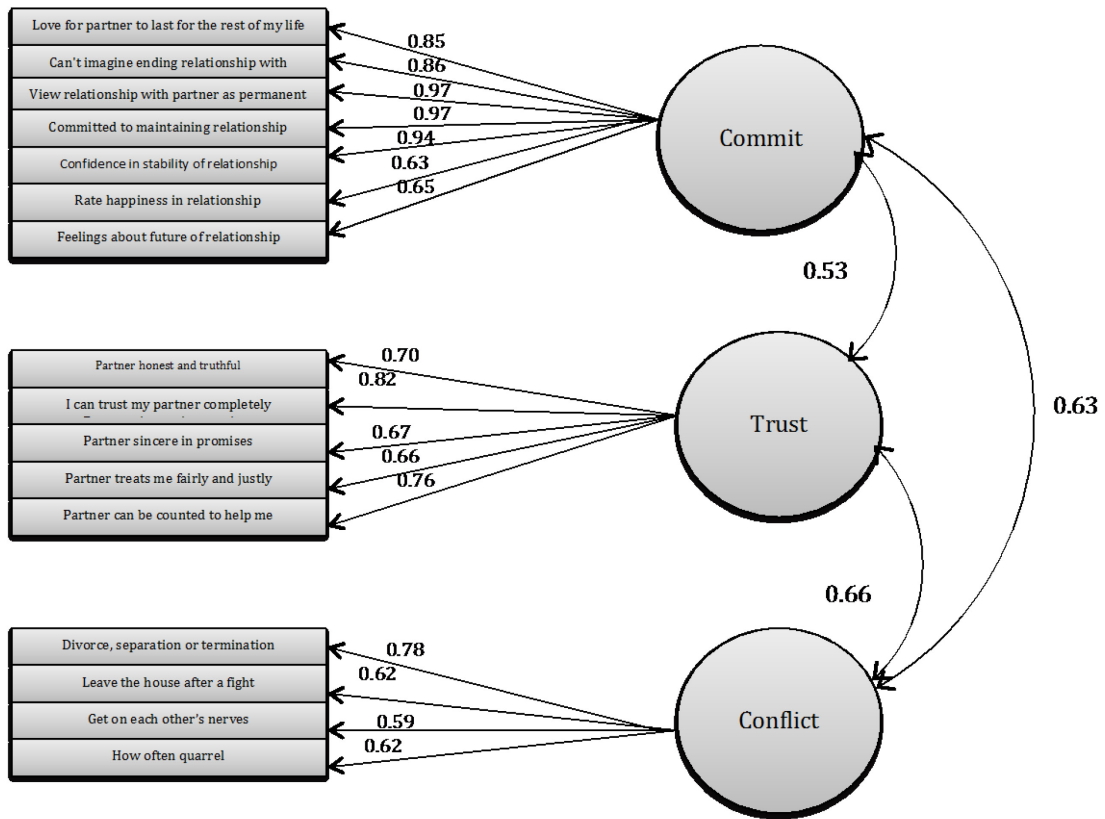 Love for partner to last for the rest of my life
Can't imagine ending relationship with
View relationship with partner as permanent
Committed to maintaining relationship
Confidence in stability of relationship
Rate happiness in relationship
Feelings about future of relationship
0.85
0.86
0.97
0.97
0.94
0.63
0.65
Commit
0.53
Partner honest and truthful
I can trust my partner completely
Partner sincere in promises
Partner treats me fairly and justly
Partner can be counted to help me
0.70
0.82
0.67
0.66
0.76
Trust
0.63
0.66
Divorce, separation or termination
Leave the house after a fight
Get on each other's nerves
How often quarrel
0.78
0.62
0.59
0.62
Conflict